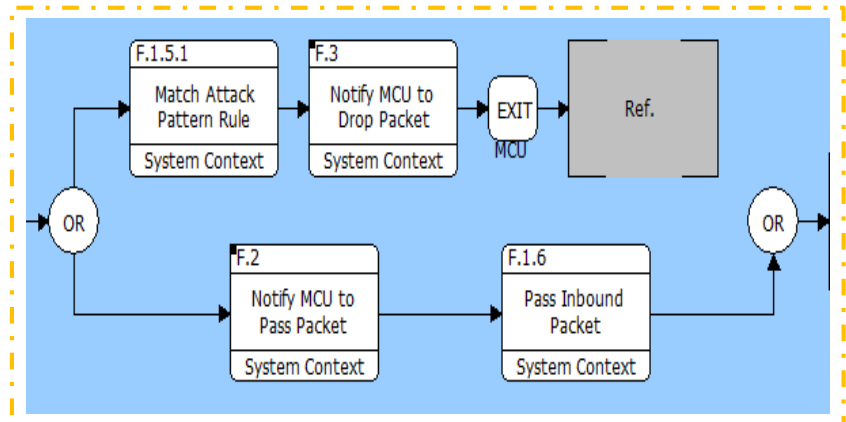 F.1.5.1
Match Attack
Pattern Rule
System Context
F.3
Notify MCU to
Drop Packet
System Context
EXIT
MCU
Ref.
OR
OR
F.2
Notify MCU to
Pass Packet
System Context
F.1.6
Pass Inbound
Packet
System Context